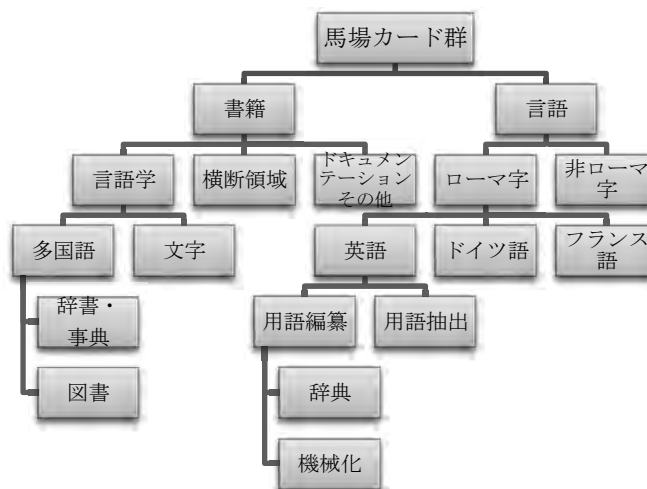 馬場カード群
書籍
言語
言語学
横断領域
ドキュメン
テーション
その他
ローマ字
非ローマ
字
多国語
文字
英語
ドイツ語
フランス
語
辞書・
事典
用語編纂
用語抽出
図書
辞典
機械化